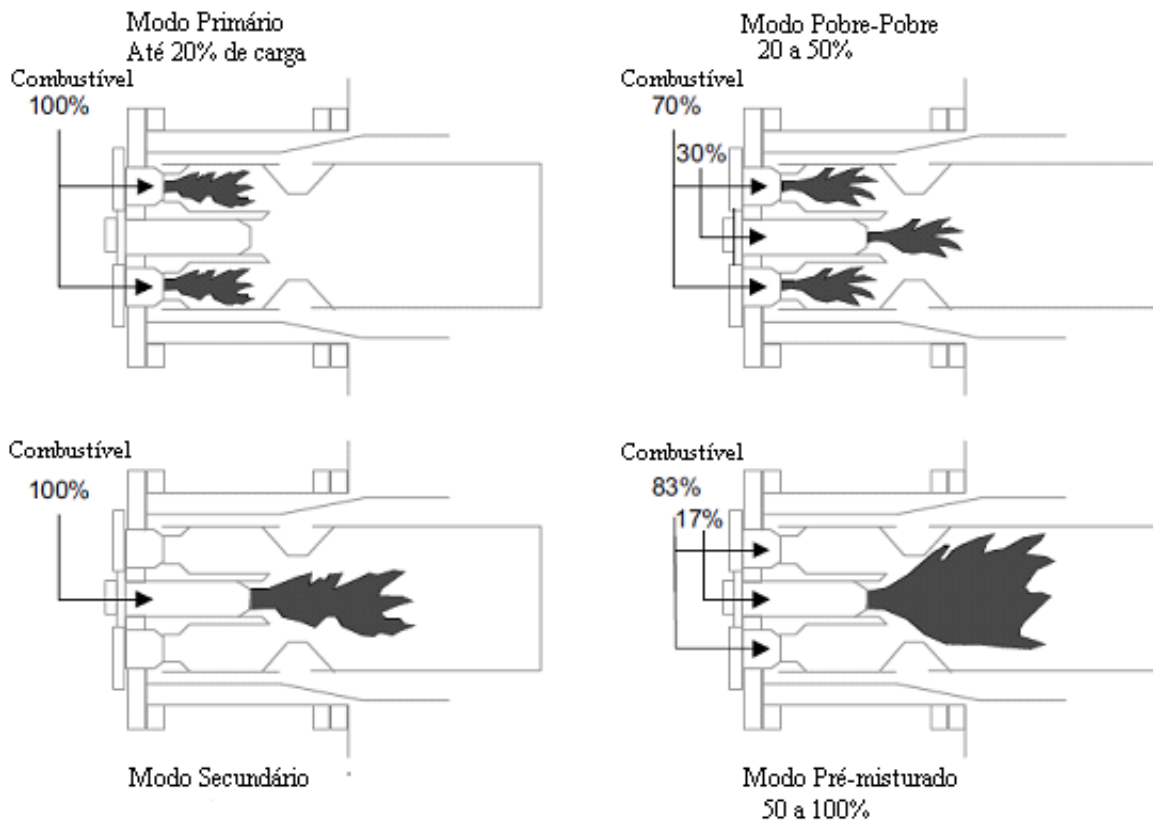 Modo Primário
Até 20% de carga
Combustível
100%
Modo Pobre-Pobre
20 a 50%
70%
30%
Combustível
100%
Modo Secundário
Combustível
83%
17%
Modo Pré-misturado
50 a 100%